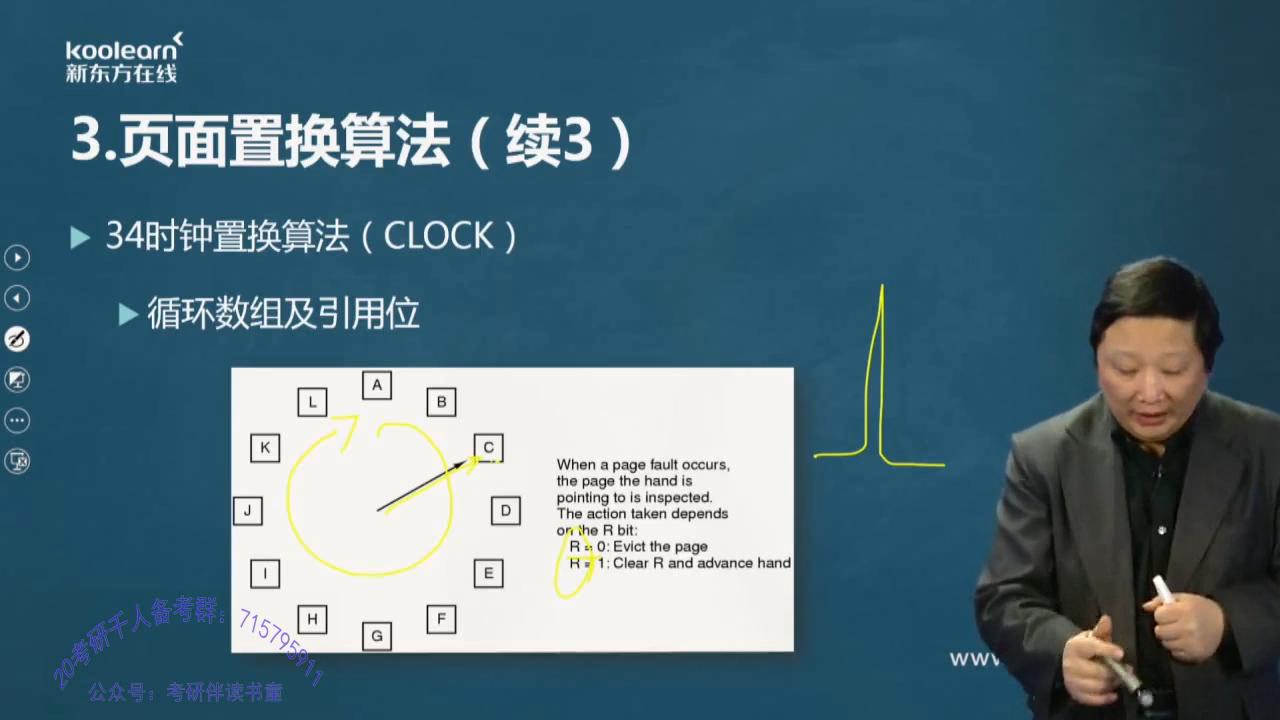 koolearn
新东方在线
3.页面置换算法（续3）
34时钟置换算法（CLOCK）
循环数组及引用位
A
B
C
D
E
F
G
H
I
J
K
L
When a page fault occurs,
the page the hand is
pointing to is inspected.
The action taken depends
on the R bit:
R = 0: Evict the page
R = 1: Clear R and advance hand
20考研千人备考群：715795911
公众号：考研伴读书童
www